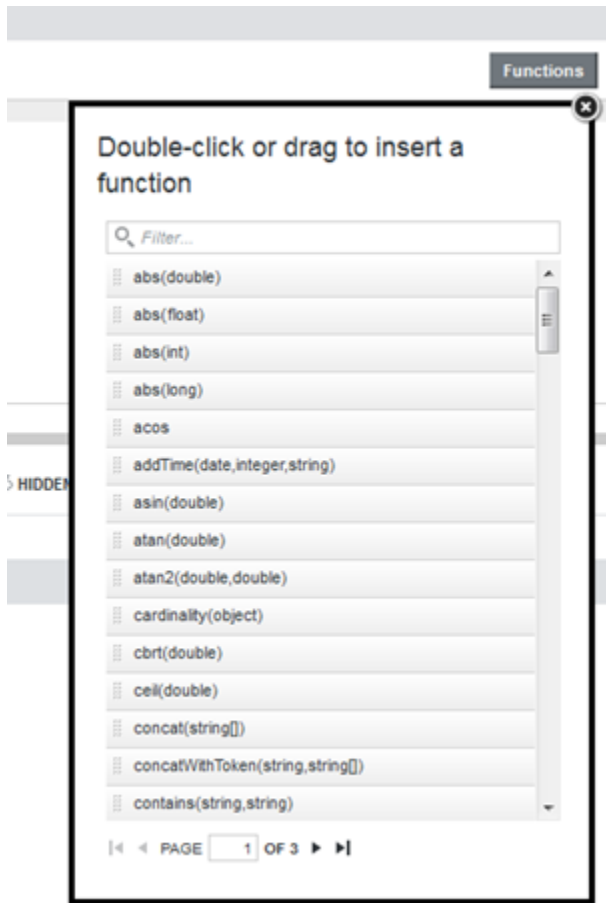 Functions
Double-click or drag to insert a
function
Filter...
abs(double)
abs(float)
abs(int)
abs(long)
acos
addTime(date,integer,string)
HIDDEN
asin(double)
atan(double)
atan2(double,double)
cardinality(object)
cbrt(double)
ceil(double)
concat(string[])
concatWithToken(string,string[])
contains(string,string)
PAGE 1 OF 3